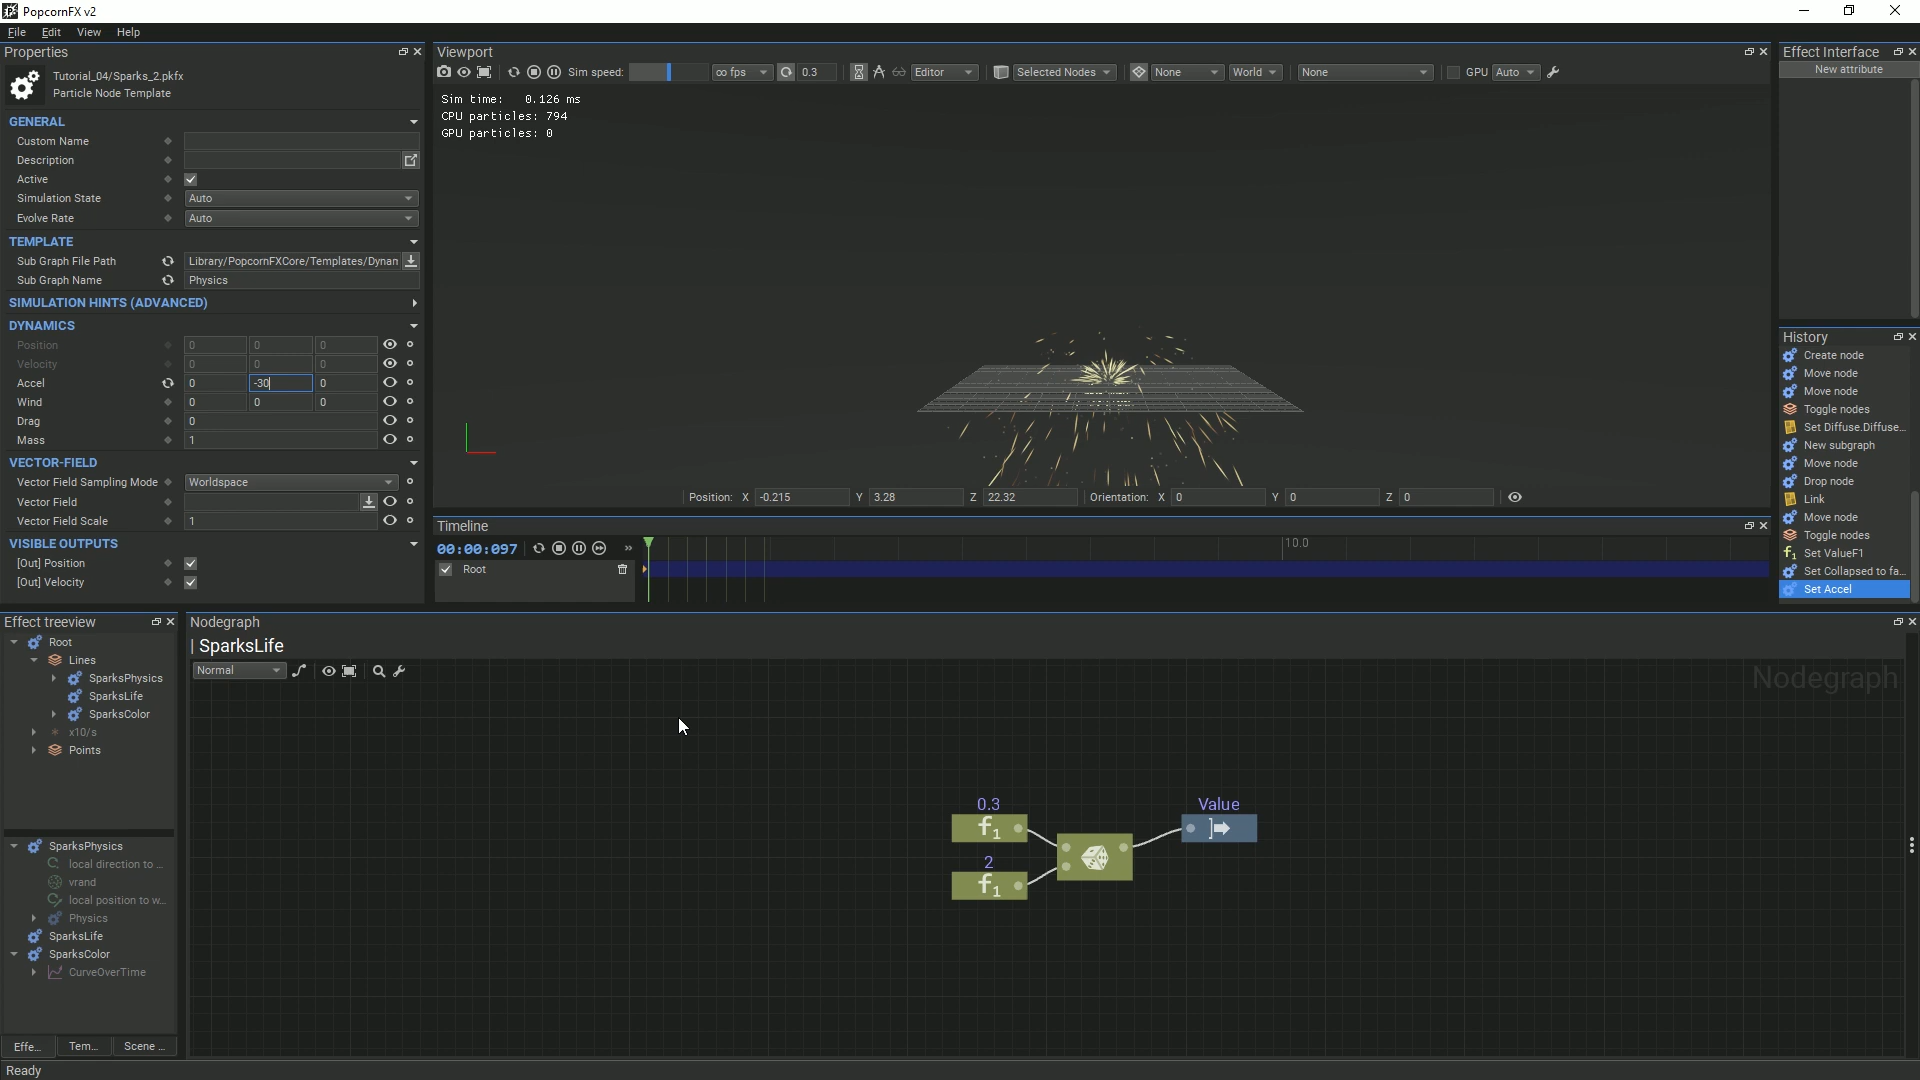 PopcornFX v2
File Edit View Help
Properties
Tutorial_04/Sparks_2.pkfx
Particle Node Template
GENERAL
Custom Name
Description
Active
Simulation State Auto
Evolve Rate Auto
TEMPLATE
Sub Graph File Path Library/PopcornFXCore/Templates/Dynan
Sub Graph Name Physics
SIMULATION HINTS (ADVANCED)
DYNAMICS
Position 0 0 0
Velocity 0 0 0
Accel 0 -30 0
Wind 0 0 0
Drag 0
Mass 1
VECTOR-FIELD
Vector Field Sampling Mode Worldspace
Vector Field
Vector Field Scale 1
VISIBLE OUTPUTS
[Out] Position
[Out] Velocity
Viewport
Sim speed: ∞ fps 0.3 Editor Selected Nodes None World None GPU Auto
Sim time: 0.126 ms
CPU particles: 794
GPU particles: 0
Position: X -0.215 Y 3.28 Z 22.32 Orientation: X 0 Y 0 Z 0
Timeline
00:00:097 » 10.0
Root
Effect Interface
New attribute
History
Create node
Move node
Move node
Toggle nodes
Set Diffuse.Diffuse...
New subgraph
Move node
Drop node
Link
Move node
Toggle nodes
Set ValueF1
Set Collapsed to fa...
Set Accel
Effect treeview
Root
Lines
SparksPhysics
SparksLife
SparksColor
x10/s
Points
SparksPhysics
local direction to ...
vrand
local position to w...
Physics
SparksLife
SparksColor
CurveOverTime
Effe... Tem... Scene ...
Nodegraph
| SparksLife
Normal
Nodegraph
0.3
f1
2
f1
Value
Ready